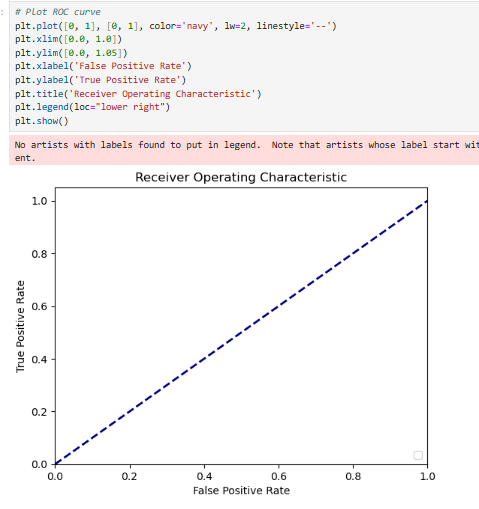 :
# PLot ROC curve
plt.plot([0, 1], [0, 1], color='navy', lw=2, linestyle='--')
plt.xlim([0.0, 1.0])
plt.ylim([0.0, 1.05])
plt.xlabel('False Positive Rate')
plt.ylabel('True Positive Rate')
plt.title('Receiver Operating Characteristic')
plt.legend(loc="lower right")
plt.show()
No artists with labels found to put in legend.  Note that artists whose label start wit
ent.
Receiver Operating Characteristic
True Positive Rate
1.0
0.8
0.6
0.4
0.2
0.0
0.0 0.2 0.4 0.6 0.8 1.0
False Positive Rate